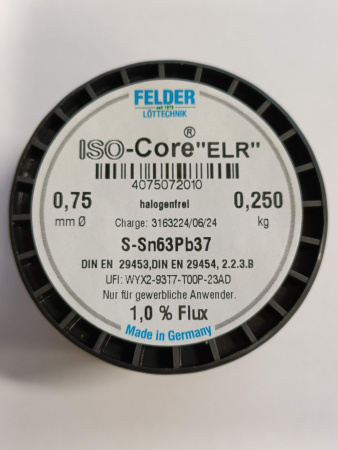 FELDER
seit 1979
LÖTTECHNIK
ISO-Core® "ELR"
4075072010
0,75
mm Ø
halogenfrei
0,250
kg
Charge: 3163224/06/24
S-Sn63Pb37
DIN EN 29453,DIN EN 29454, 2.2.3.B
UFI: WYX2-93T7-T00P-23AD
Nur für gewerbliche Anwender.
1,0 % Flux
Made in Germany